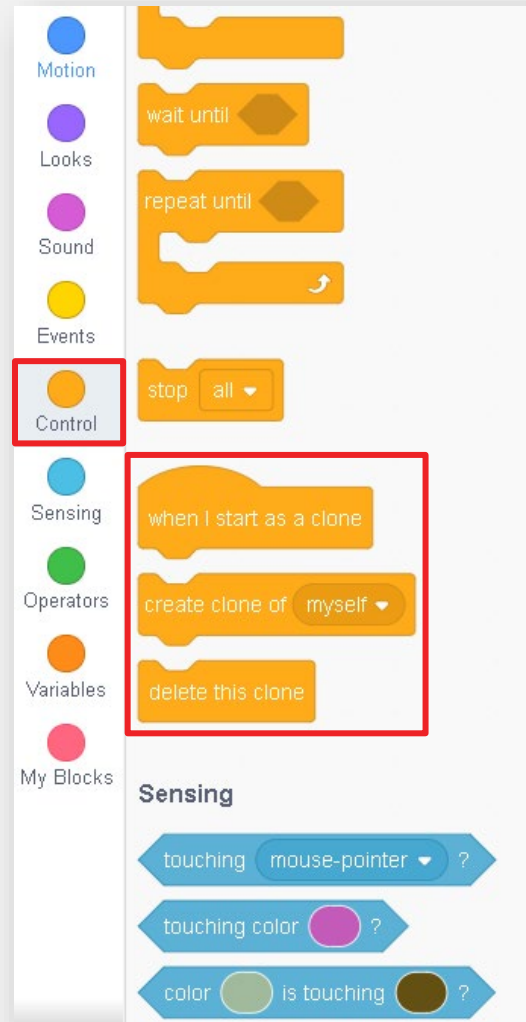 Motion
Looks
Sound
Events
Control
Sensing
Operators
Variables
My Blocks
wait until
repeat until
stop all
when I start as a clone
create clone of myself
delete this clone
Sensing
touching mouse-pointer ?
touching color ?
color is touching ?